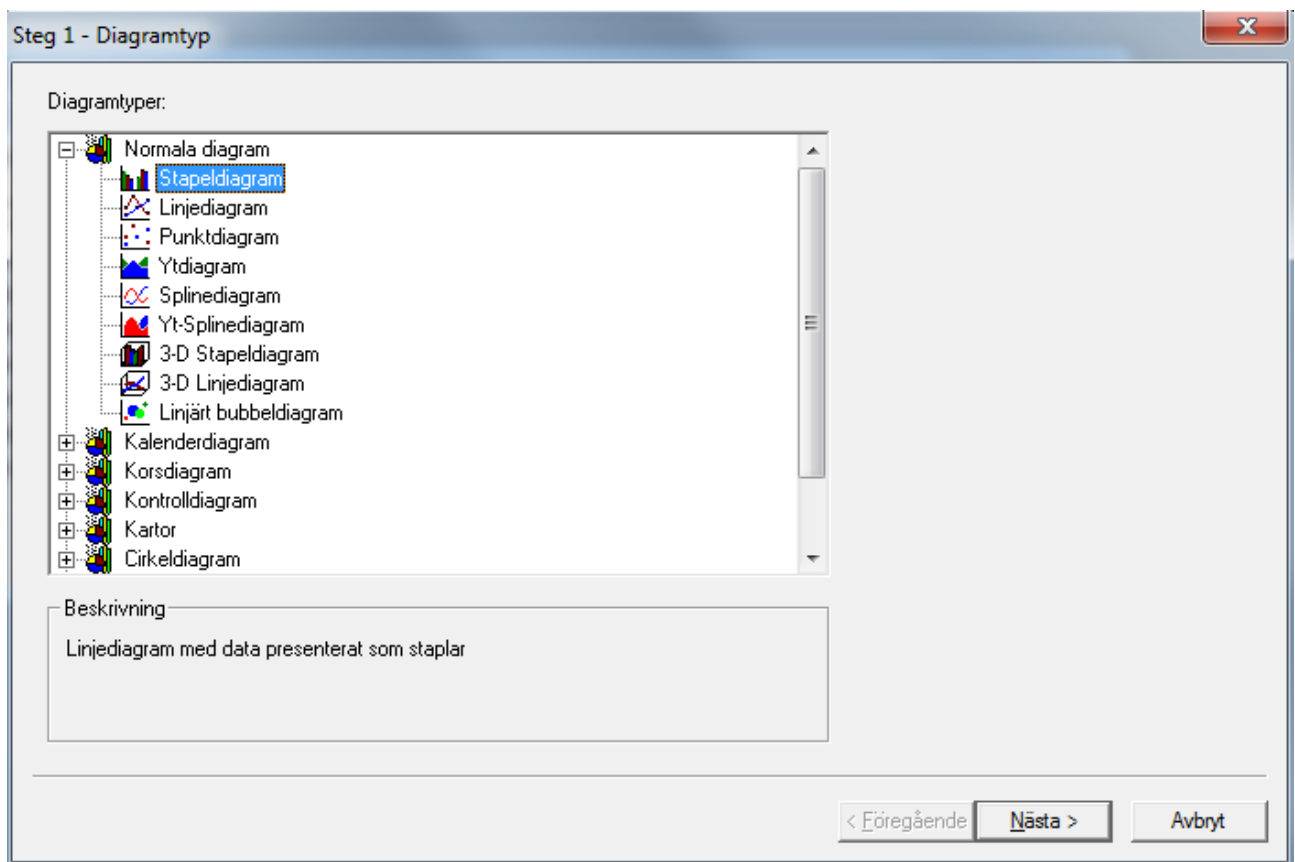 Steg 1 - Diagramtyp
Diagramtyper:
Normala diagram
Stapeldiagram
Linjediagram
Punktdiagram
Ytdiagram
Splinediagram
Yt-Splinediagram
3-D Stapeldiagram
3-D Linjediagram
Linjärt bubbeldiagram
Kalenderdiagram
Korsdiagram
Kontrolldiagram
Kartor
Cirkeldiagram
Beskrivning
Linjediagram med data presenterat som staplar
< Föregående Nästa > Avbryt